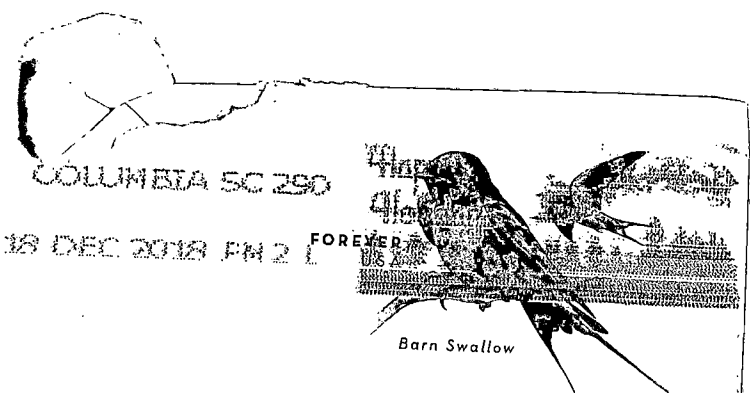 COLUMBIA SC 290
18 DEC 2018 PM 2 L
FOREVER
USA
Barn Swallow